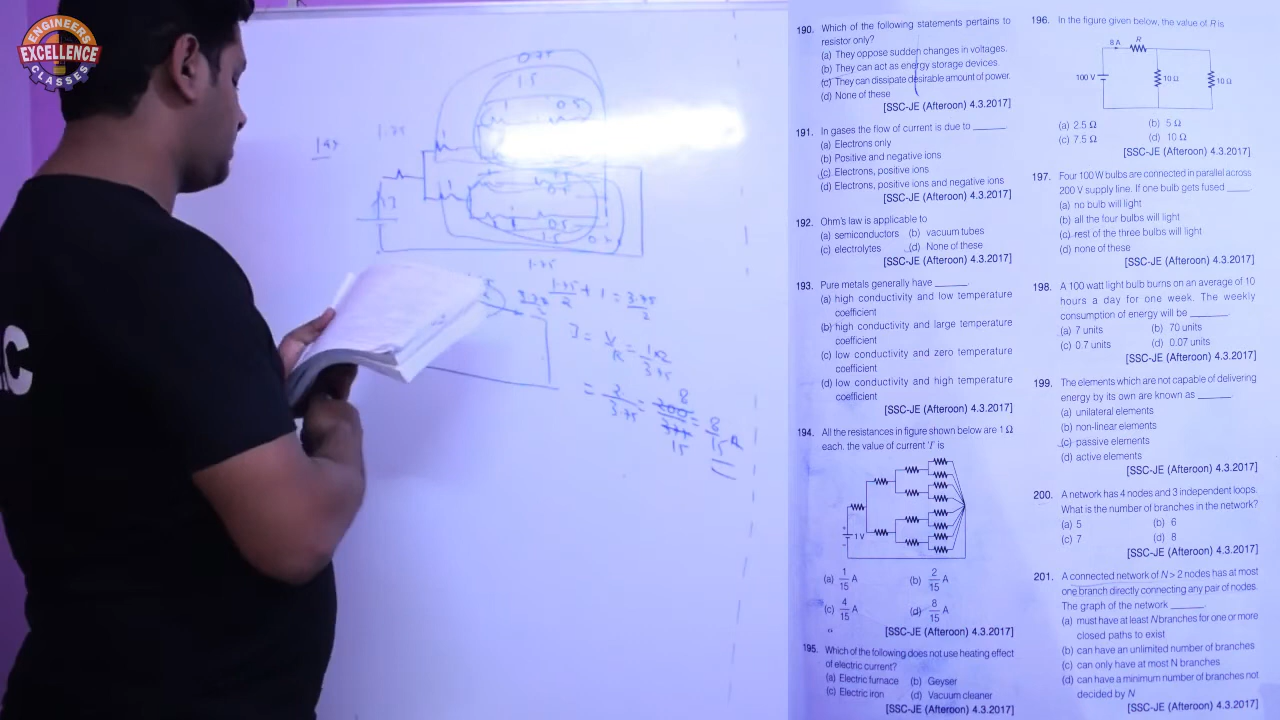 ENGINEERS
EXCELLENCE
CLASSES
C
1.75
0.75
1.5
0.5
0.5
1.5
1.75
1.75/2 + 1 = 3.75/2
I = V/R =
= 2/3.75 = 200/375 = 8/15 A
8
15
190. Which of the following statements pertains to
resistor only?
(a) They oppose sudden changes in voltages.
(b) They can act as energy storage devices.
(c) They can dissipate desirable amount of power.
(d) None of these
[SSC-JE (Afteroon) 4.3.2017]
191. In gases the flow of current is due to ______
(a) Electrons only
(b) Positive and negative ions
(c) Electrons, positive ions
(d) Electrons, positive ions and negative ions
[SSC-JE (Afteroon) 4.3.2017]
192. Ohm's law is applicable to
(a) semiconductors (b) vacuum tubes
(c) electrolytes (d) None of these
[SSC-JE (Afteroon) 4.3.2017]
193. Pure metals generally have ______.
(a) high conductivity and low temperature
coefficient
(b) high conductivity and large temperature
coefficient
(c) low conductivity and zero temperature
coefficient
(d) low conductivity and high temperature
coefficient
[SSC-JE (Afteroon) 4.3.2017]
194. All the resistances in figure shown below are 1 Ω
each. the value of current 'I' is
1 V
(a) 1/15 A (b) 2/15 A
(c) 4/15 A (d) 8/15 A
[SSC-JE (Afteroon) 4.3.2017]
195. Which of the following does not use heating effect
of electric current?
(a) Electric furnace (b) Geyser
(c) Electric iron (d) Vacuum cleaner
[SSC-JE (Afteroon) 4.3.2017]
196. In the figure given below, the value of R is
8 A R
100 V 10 Ω 10 Ω
(a) 2.5 Ω (b) 5 Ω
(c) 7.5 Ω (d) 10 Ω
[SSC-JE (Afteroon) 4.3.2017]
197. Four 100 W bulbs are connected in parallel across
200 V supply line. If one bulb gets fused ______.
(a) no bulb will light
(b) all the four bulbs will light
(c) rest of the three bulbs will light
(d) none of these
[SSC-JE (Afteroon) 4.3.2017]
198. A 100 watt light bulb burns on an average of 10
hours a day for one week. The weekly
consumption of energy will be ______
(a) 7 units (b) 70 units
(c) 0.7 units (d) 0.07 units
[SSC-JE (Afteroon) 4.3.2017]
199. The elements which are not capable of delivering
energy by its own are known as ______
(a) unilateral elements
(b) non-linear elements
(c) passive elements
(d) active elements
[SSC-JE (Afteroon) 4.3.2017]
200. A network has 4 nodes and 3 independent loops.
What is the number of branches in the network?
(a) 5 (b) 6
(c) 7 (d) 8
[SSC-JE (Afteroon) 4.3.2017]
201. A connected network of N > 2 nodes has at most
one branch directly connecting any pair of nodes.
The graph of the network ______.
(a) must have at least N branches for one or more
closed paths to exist
(b) can have an unlimited number of branches
(c) can only have at most N branches
(d) can have a minimum number of branches not
decided by N
[SSC-JE (Afteroon) 4.3.2017]